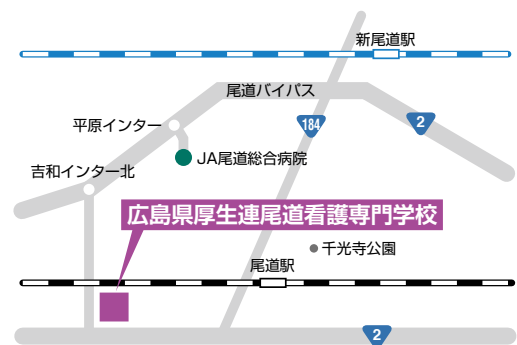 新尾道駅
尾道バイパス
平原インター
184
2
JA尾道総合病院
吉和インター北
広島県厚生連尾道看護専門学校
千光寺公園
尾道駅
2